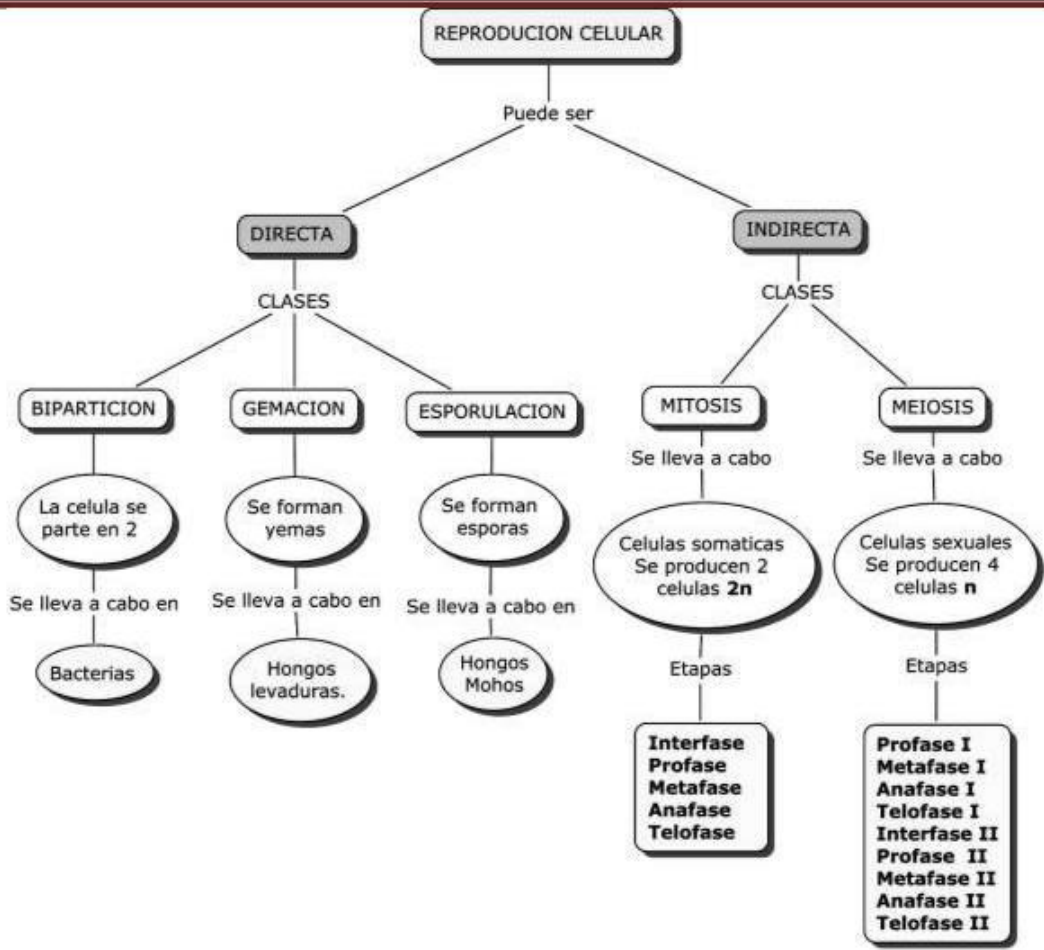 REPRODUCION CELULAR
Puede ser
DIRECTA
INDIRECTA
CLASES
CLASES
BIPARTICION
GEMACION
ESPORULACION
MITOSIS
MEIOSIS
Se lleva a cabo
Se lleva a cabo
La celula se
parte en 2
Se forman
yemas
Se forman
esporas
Celulas somaticas
Se producen 2
celulas 2n
Celulas sexuales
Se producen 4
celulas n
Se lleva a cabo en
Se lleva a cabo en
Se lleva a cabo en
Bacterias
Hongos
levaduras.
Hongos
Mohos
Etapas
Etapas
Interfase
Profase
Metafase
Anafase
Telofase
Profase I
Metafase I
Anafase I
Telofase I
Interfase II
Profase II
Metafase II
Anafase II
Telofase II